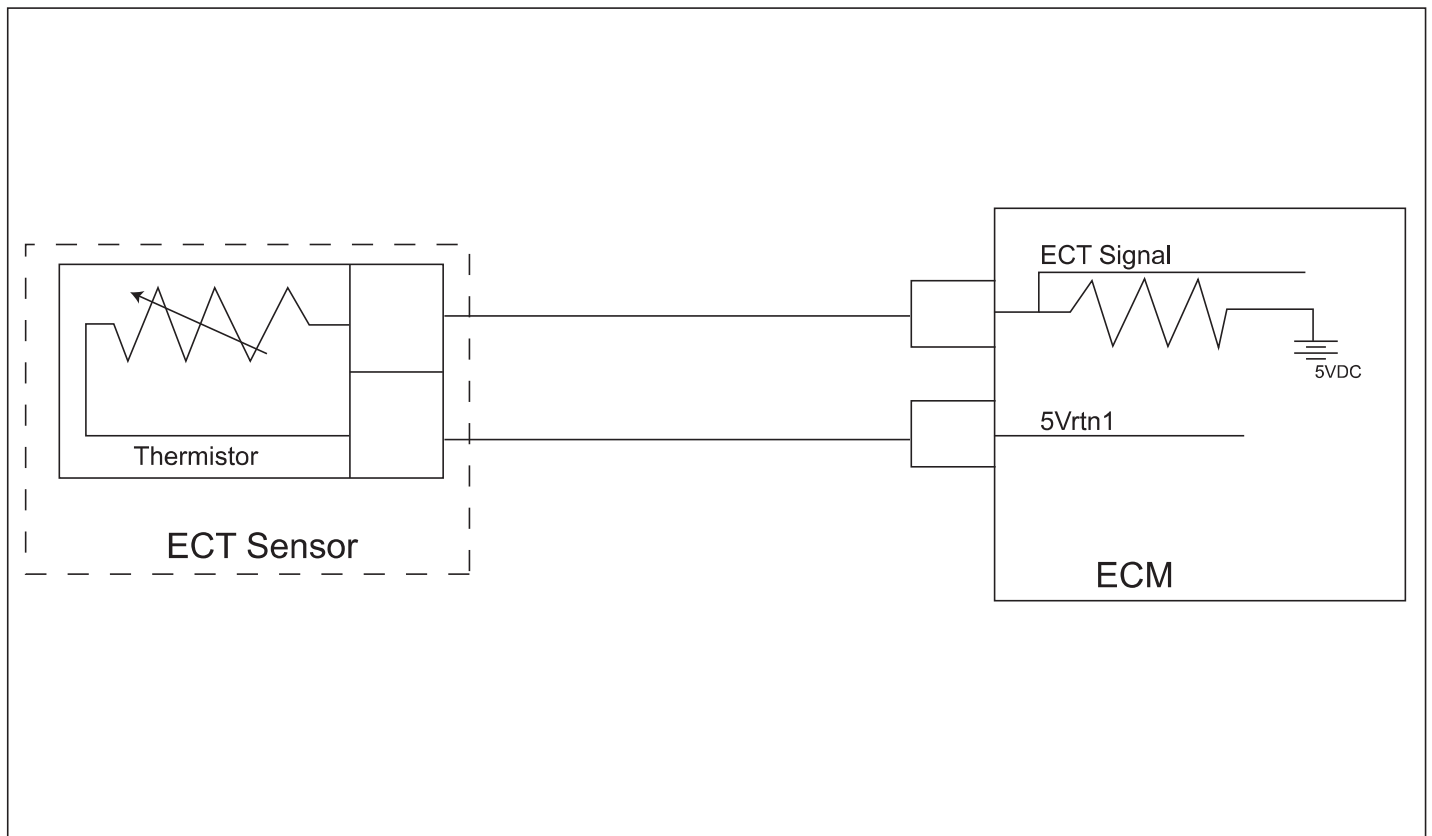 ECT Signal
5VDC
5Vrtn1
Thermistor
ECT Sensor
ECM